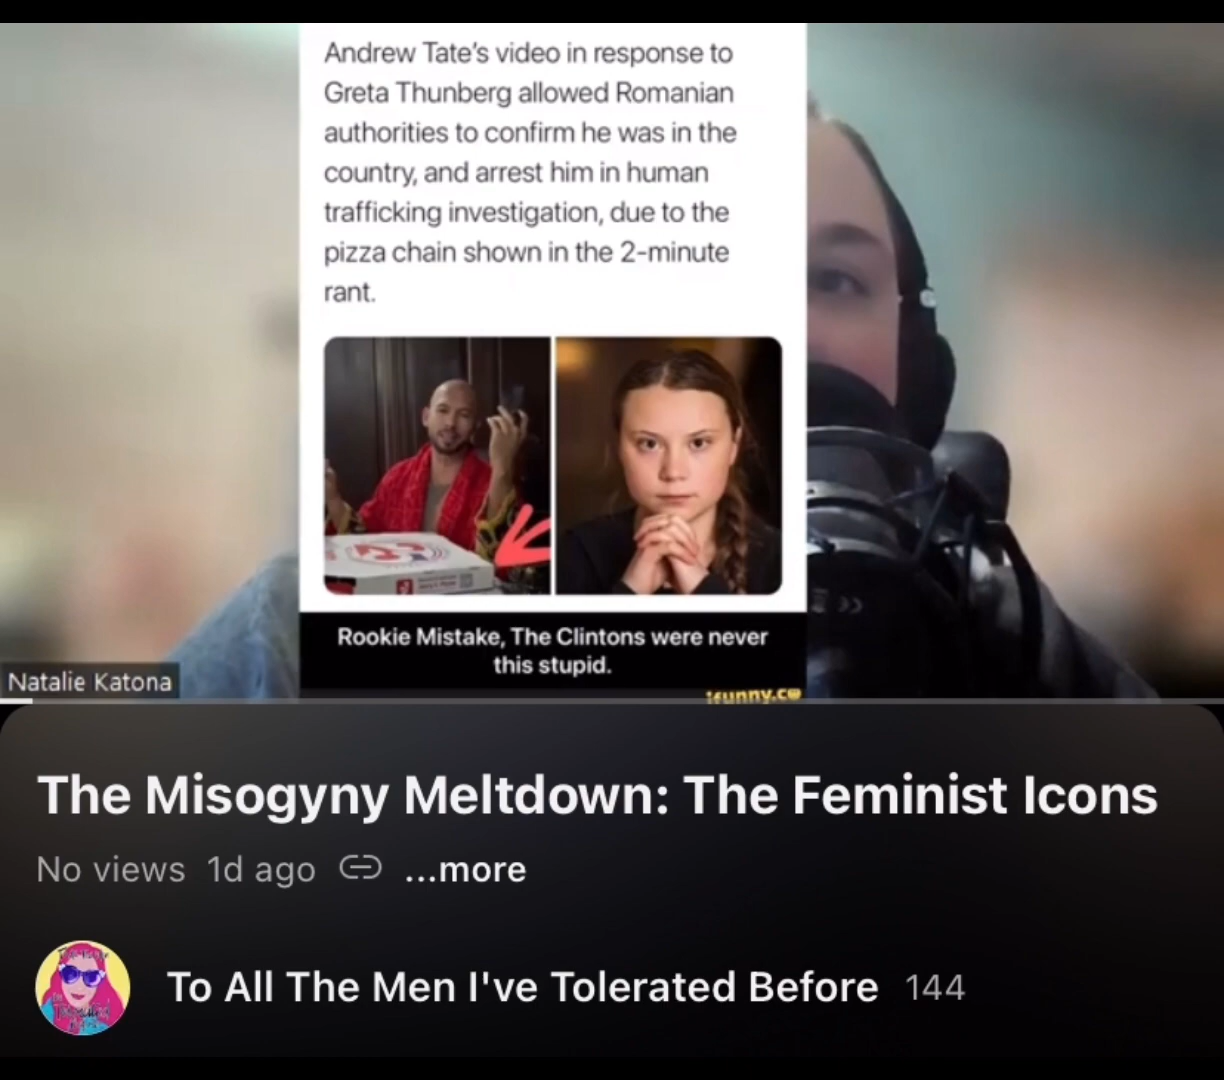 Andrew Tate's video in response to
Greta Thunberg allowed Romanian
authorities to confirm he was in the
country, and arrest him in human
trafficking investigation, due to the
pizza chain shown in the 2-minute
rant.
Rookie Mistake, The Clintons were never
this stupid.
ifunny.co
Natalie Katona
The Misogyny Meltdown: The Feminist Icons
No views 1d ago ...more
To All The Men I've Tolerated Before 144